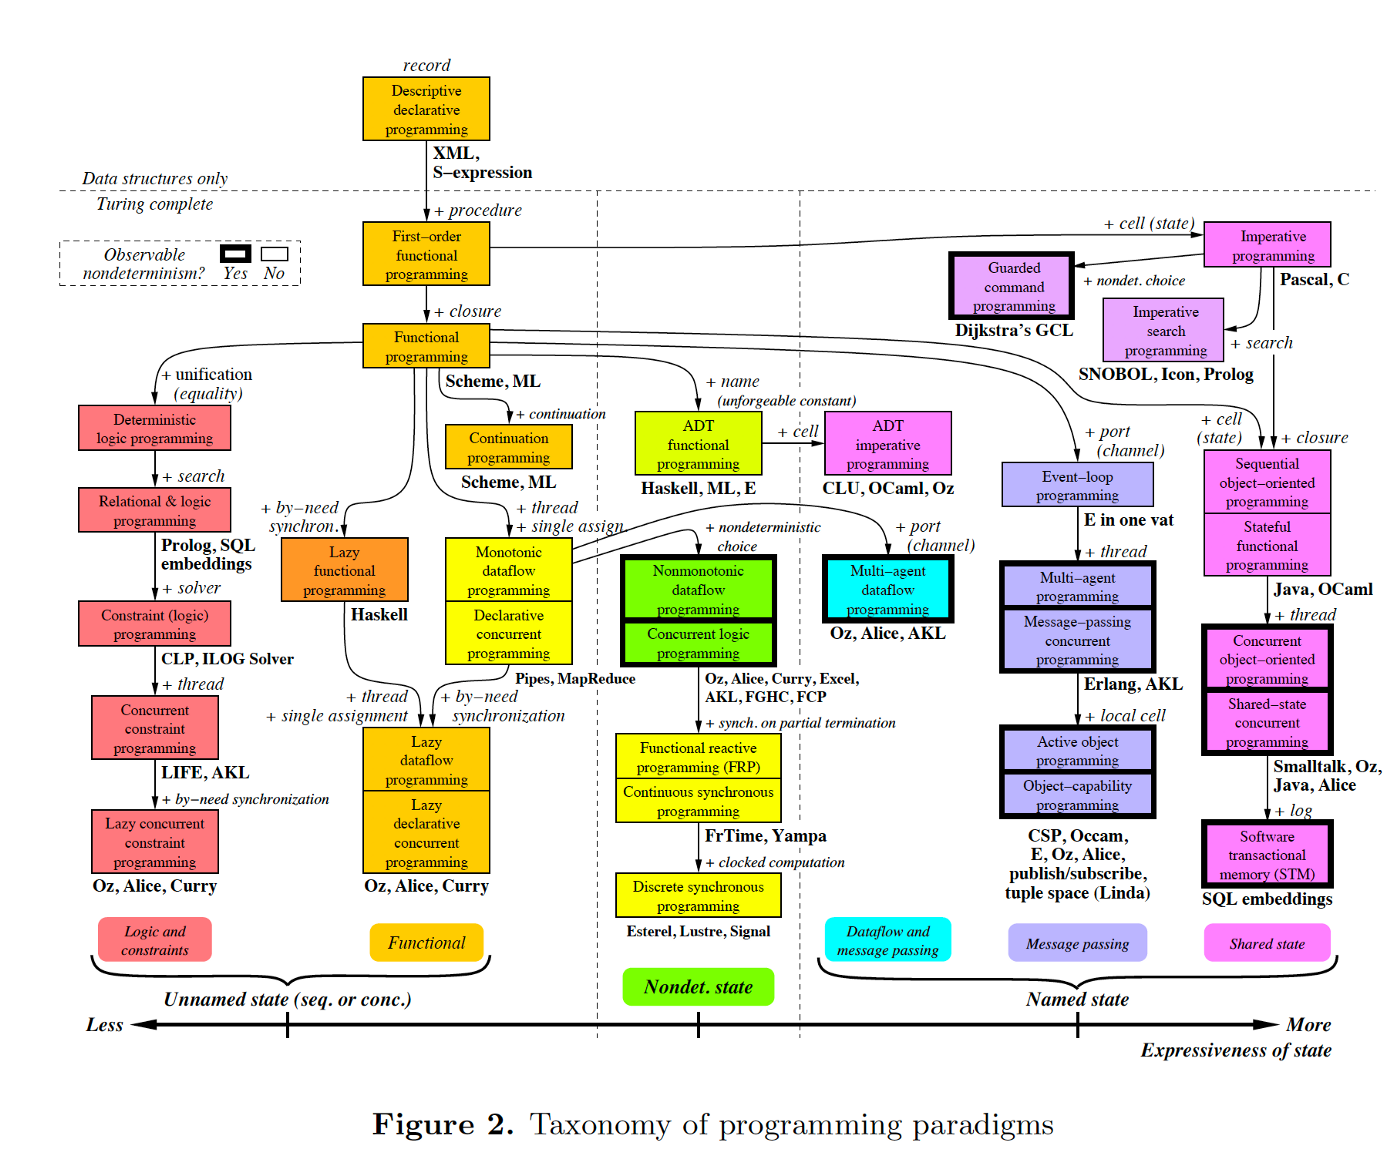 record
Descriptive
declarative
programming
XML,
S−expression
Data structures only
Turing complete
+ procedure
Observable
nondeterminism?
Yes
No
First−order
functional
programming
+ cell (state)
Imperative
programming
Pascal, C
Guarded
command
programming
+ nondet. choice
Dijkstra's GCL
Imperative
search
programming
+ search
SNOBOL, Icon, Prolog
+ closure
Functional
programming
Scheme, ML
+ unification
(equality)
+ continuation
+ name
(unforgeable constant)
+ port
(channel)
+ cell
(state)
+ closure
Deterministic
logic programming
+ search
Relational & logic
programming
Prolog, SQL
embeddings
+ solver
Constraint (logic)
programming
CLP, ILOG Solver
+ thread
Concurrent
constraint
programming
LIFE, AKL
+ by−need synchronization
Lazy concurrent
constraint
programming
Oz, Alice, Curry
Continuation
programming
Scheme, ML
+ by−need
synchron.
+ thread
+ single assign.
Lazy
functional
programming
Haskell
Monotonic
dataflow
programming
Declarative
concurrent
programming
Pipes, MapReduce
+ thread
+ single assignment
+ by−need
synchronization
Lazy
dataflow
programming
Lazy
declarative
concurrent
programming
Oz, Alice, Curry
ADT
functional
programming
Haskell, ML, E
+ cell
ADT
imperative
programming
CLU, OCaml, Oz
+ nondeterministic
choice
Nonmonotonic
dataflow
programming
Concurrent logic
programming
Oz, Alice, Curry, Excel,
AKL, FGHC, FCP
+ synch. on partial termination
Functional reactive
programming (FRP)
Continuous synchronous
programming
FrTime, Yampa
+ clocked computation
Discrete synchronous
programming
Esterel, Lustre, Signal
+ port
(channel)
Multi−agent
dataflow
programming
Oz, Alice, AKL
Event−loop
programming
E in one vat
+ thread
Multi−agent
programming
Message−passing
concurrent
programming
Erlang, AKL
+ local cell
Active object
programming
Object−capability
programming
CSP, Occam,
E, Oz, Alice,
publish/subscribe,
tuple space (Linda)
Sequential
object−oriented
programming
Stateful
functional
programming
Java, OCaml
+ thread
Concurrent
object−oriented
programming
Shared−state
concurrent
programming
Smalltalk, Oz,
Java, Alice
+ log
Software
transactional
memory (STM)
SQL embeddings
Logic and
constraints
Functional
Dataflow and
message passing
Message passing
Shared state
Unnamed state (seq. or conc.)
Nondet. state
Named state
Less
More
Expressiveness of state
Figure 2. Taxonomy of programming paradigms